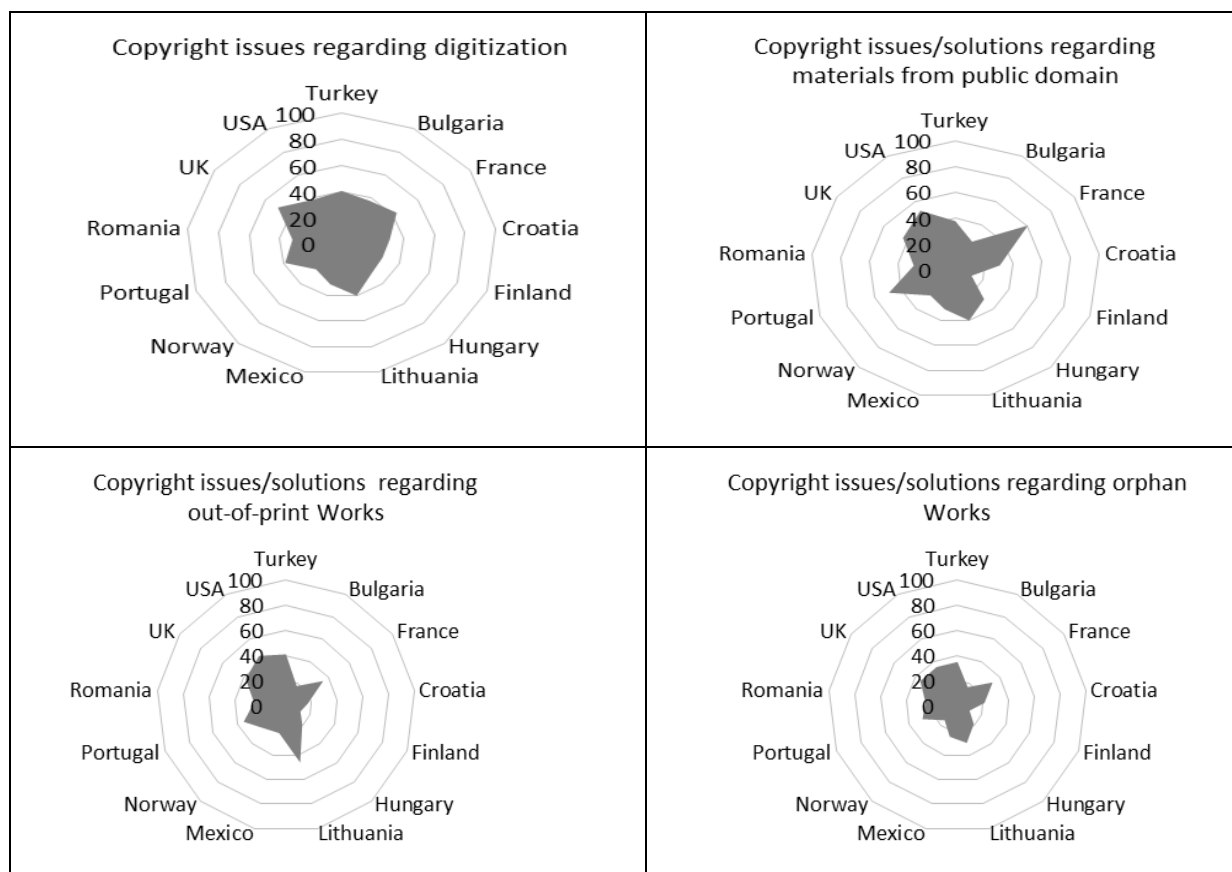 Copyright issues regarding digitization
Turkey
100
80
60
40
20
0
Bulgaria
France
Croatia
Finland
Hungary
Lithuania
Mexico
Norway
Portugal
Romania
UK
USA
Copyright issues/solutions regarding
materials from public domain
Turkey
100
80
60
40
20
0
Bulgaria
France
Croatia
Finland
Hungary
Lithuania
Mexico
Norway
Portugal
Romania
UK
USA
Copyright issues/solutions regarding
out-of-print Works
Turkey
100
80
60
40
20
0
Bulgaria
France
Croatia
Finland
Hungary
Lithuania
Mexico
Norway
Portugal
Romania
UK
USA
Copyright issues/solutions regarding orphan
Works
Turkey
100
80
60
40
20
0
Bulgaria
France
Croatia
Finland
Hungary
Lithuania
Mexico
Norway
Portugal
Romania
UK
USA